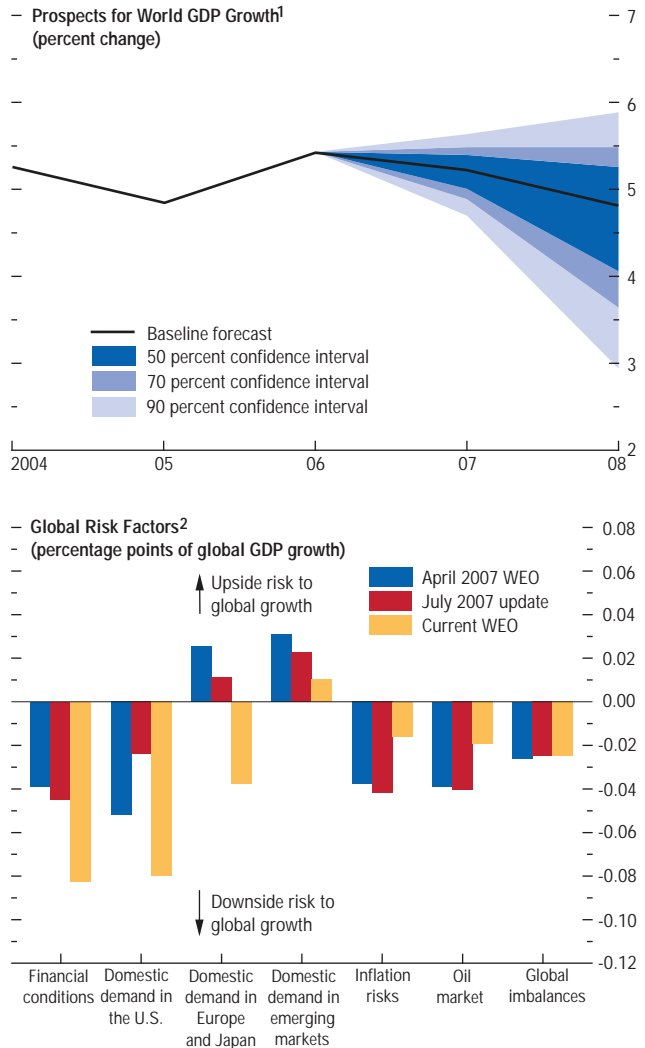 Prospects for World GDP Growth1
(percent change)
7
6
5
4
3
2
Baseline forecast
50 percent confidence interval
70 percent confidence interval
90 percent confidence interval
2004 05 06 07 08
Global Risk Factors2
(percentage points of global GDP growth)
0.08
0.06
0.04
0.02
0.00
-0.02
-0.04
-0.06
-0.08
-0.10
-0.12
Upside risk to
global growth
April 2007 WEO
July 2007 update
Current WEO
Downside risk to
global growth
Financial
conditions
Domestic
demand in
the U.S.
Domestic
demand in
Europe
and Japan
Domestic
demand in
emerging
markets
Inflation
risks
Oil
market
Global
imbalances